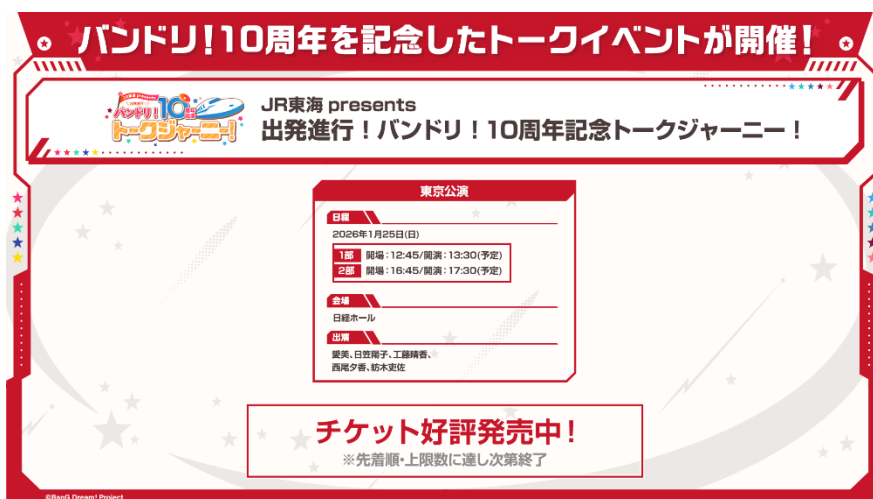 バンドリ!10周年を記念したトークイベントが開催!
バンドリ!10周年
トークジャーニー!
JR東海 presents
出発進行!バンドリ!10周年記念トークジャーニー!
東京公演
日程
2026年1月25日(日)
1部 開場:12:45/開演:13:30(予定)
2部 開場:16:45/開演:17:30(予定)
会場
日経ホール
出演
愛美、日笠陽子、工藤晴香、
西尾夕香、紡木吏佐
チケット好評発売中!
※先着順・上限数に達し次第終了
©BanG Dream! Project